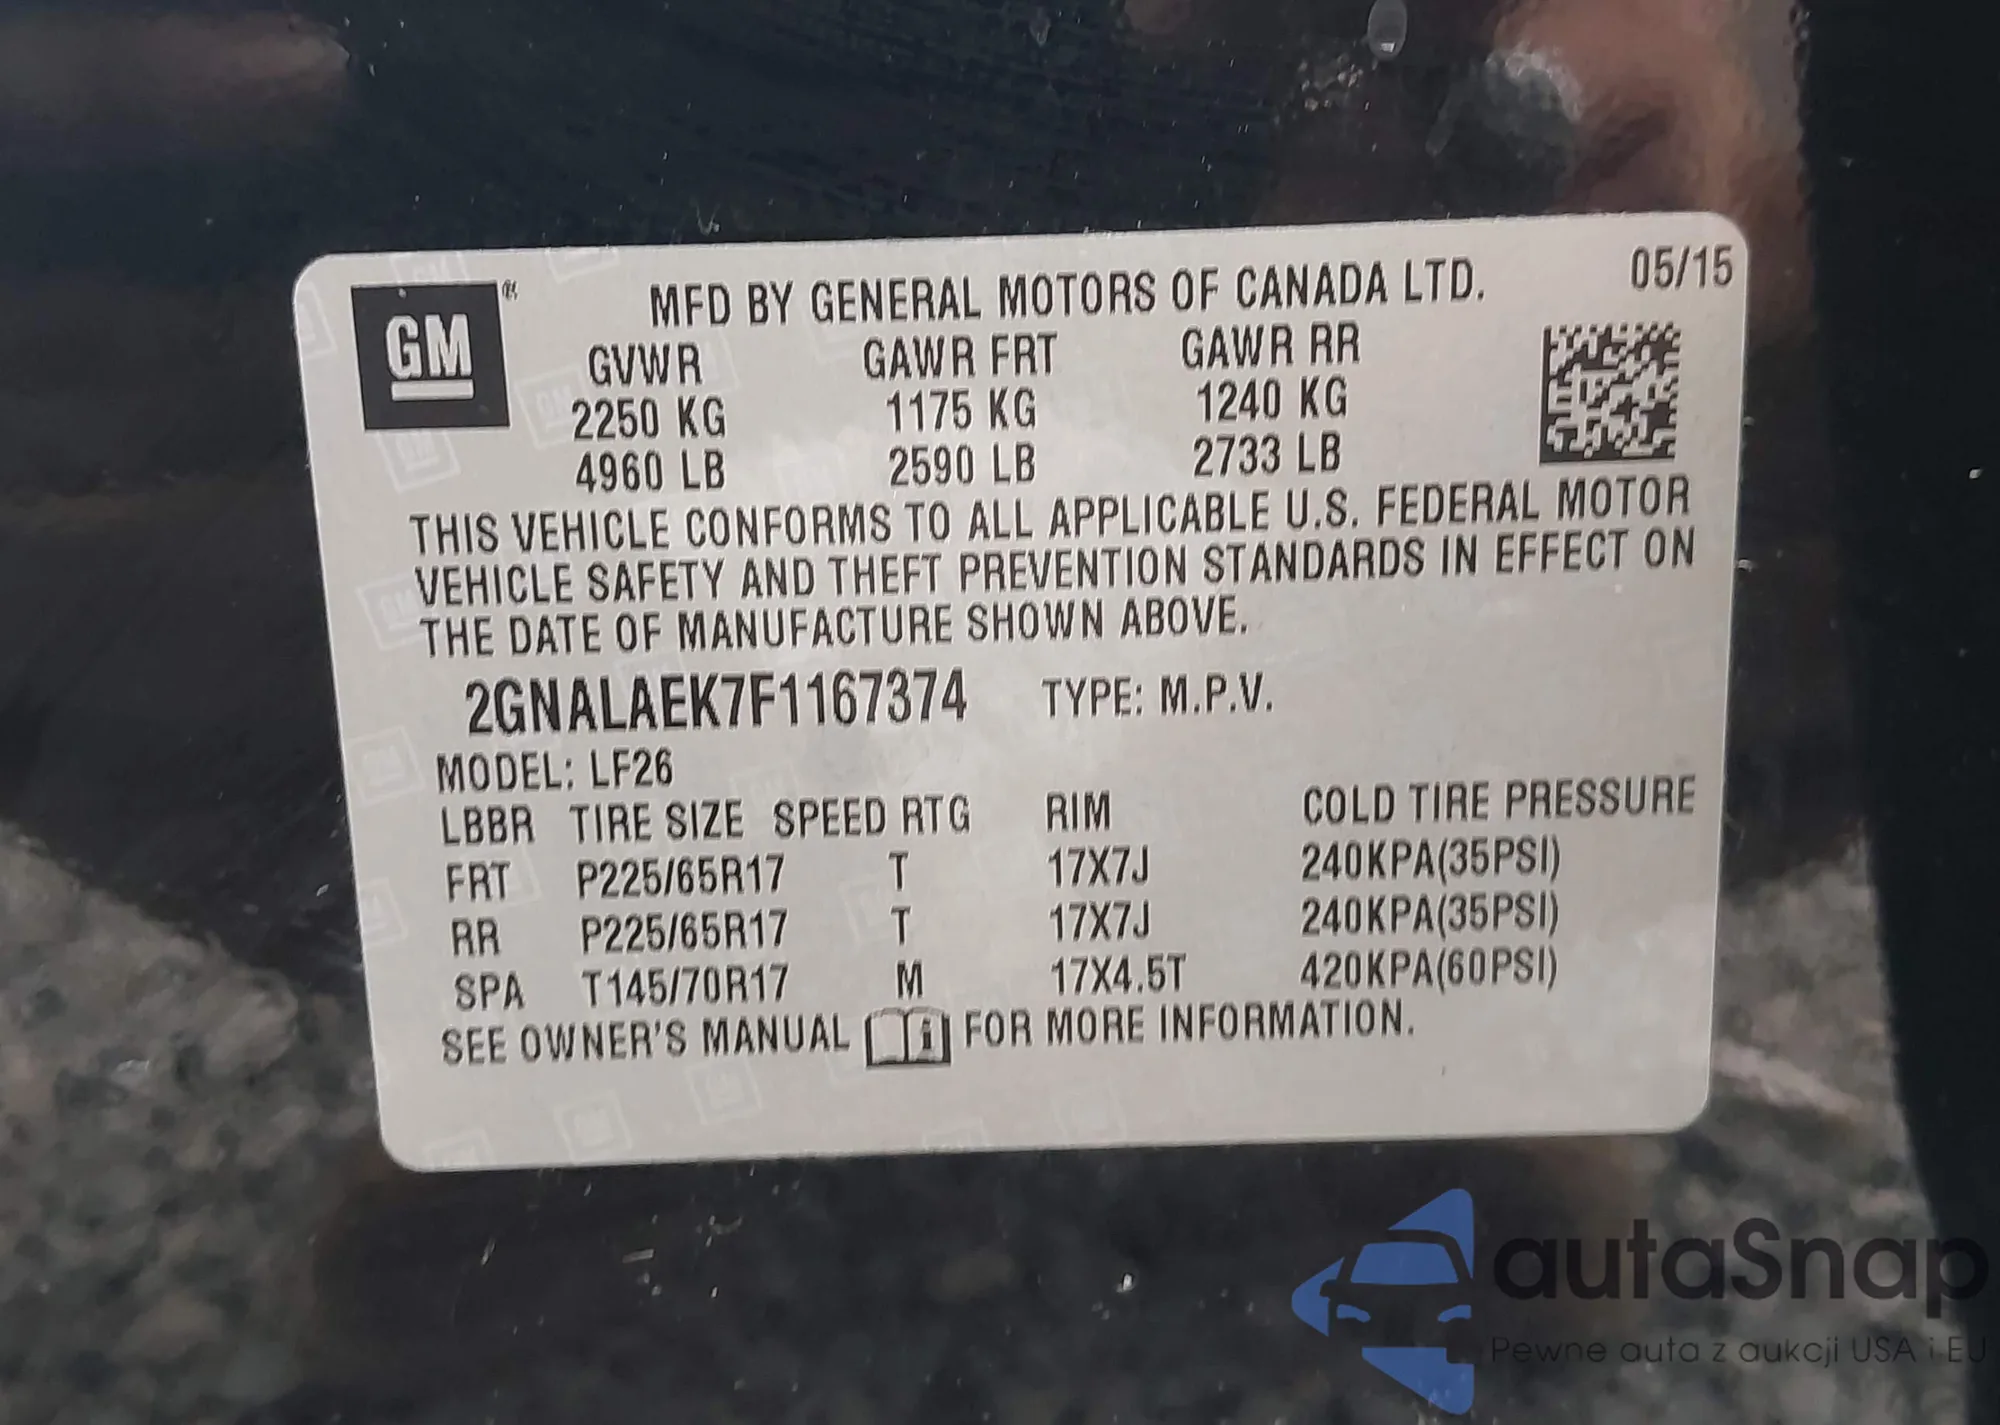 GM ®
MFD BY GENERAL MOTORS OF CANADA LTD. 05/15
GVWR GAWR FRT GAWR RR
2250 KG 1175 KG 1240 KG
4960 LB 2590 LB 2733 LB
THIS VEHICLE CONFORMS TO ALL APPLICABLE U.S. FEDERAL MOTOR
VEHICLE SAFETY AND THEFT PREVENTION STANDARDS IN EFFECT ON
THE DATE OF MANUFACTURE SHOWN ABOVE.
2GNALAEK7F1167374 TYPE: M.P.V.
MODEL: LF26
LBBR TIRE SIZE SPEED RTG RIM COLD TIRE PRESSURE
FRT P225/65R17 T 17X7J 240KPA(35PSI)
RR P225/65R17 T 17X7J 240KPA(35PSI)
SPA T145/70R17 M 17X4.5T 420KPA(60PSI)
SEE OWNER'S MANUAL i FOR MORE INFORMATION.
autaSnap
Pewne auta z aukcji USA i EU